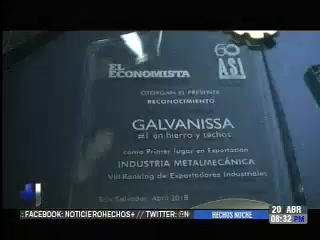 EL
ECONOMISTA
60
ASI
OTORGAN EL PRESENTE
RECONOCIMIENTO
GALVANISSA
#1 en hierro y techos
como Primer lugar en Exportación
INDUSTRIA METALMECÁNICA
VIII Ranking de Exportadores Industriales
San Salvador, Abril 2018
FACEBOOK: NOTICIEROHECHOS+ // TWITTER: @N
HECHOS NOCHE
20 ABR
08:32 PM